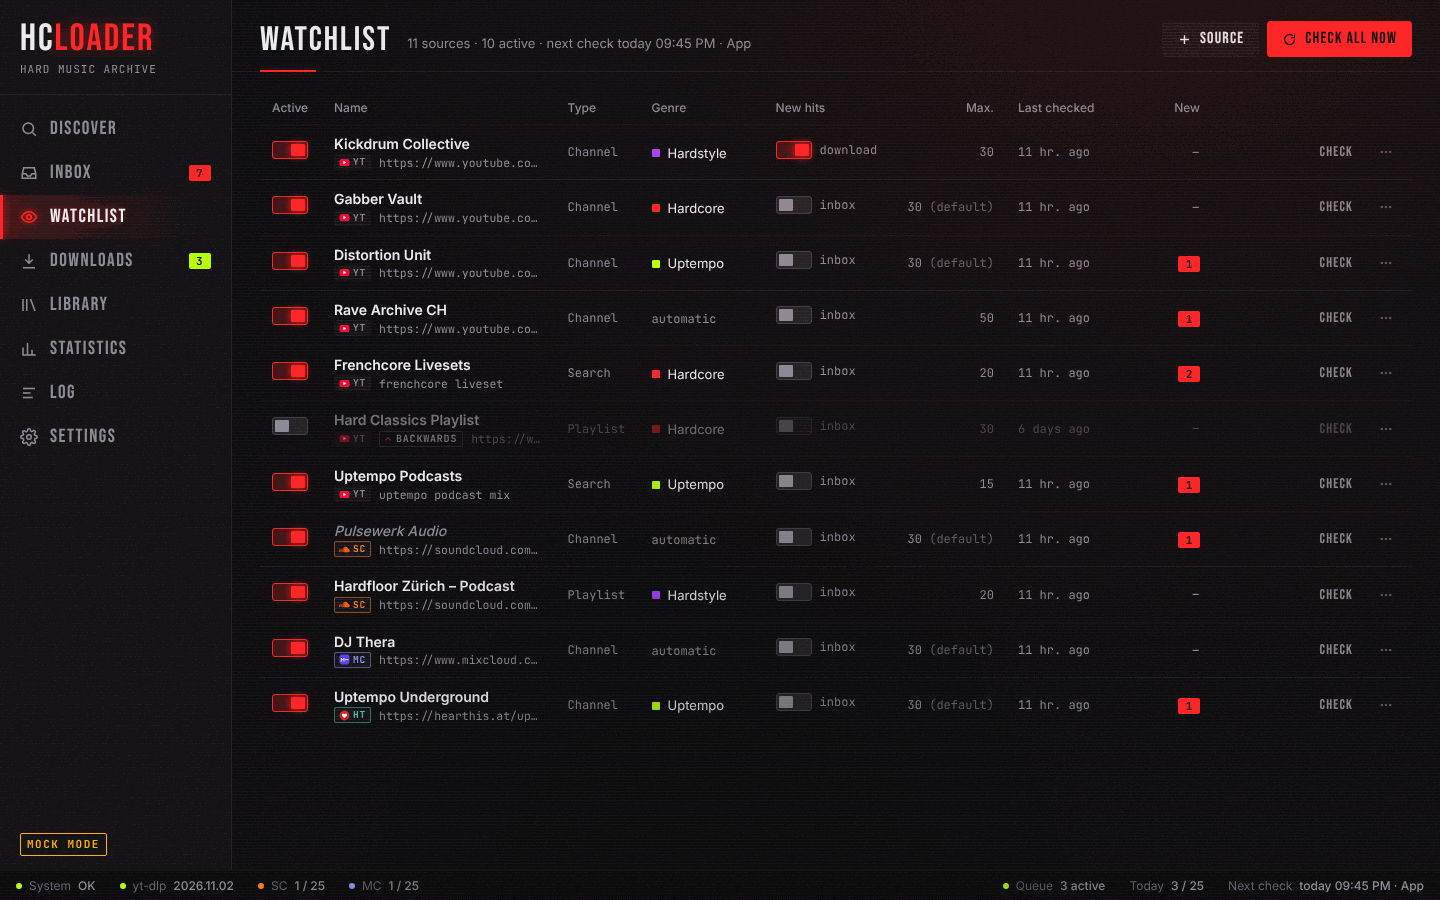 HCLOADER
HARD MUSIC ARCHIVE
DISCOVER
INBOX 7
WATCHLIST
DOWNLOADS 3
LIBRARY
STATISTICS
LOG
SETTINGS
MOCK MODE
WATCHLIST 11 sources · 10 active · next check today 09:45 PM · App
+ SOURCE
CHECK ALL NOW
Active Name Type Genre New hits Max. Last checked New
Kickdrum Collective
YT https://www.youtube.co…
Channel Hardstyle download 30 11 hr. ago – CHECK ···
Gabber Vault
YT https://www.youtube.co…
Channel Hardcore inbox 30 (default) 11 hr. ago – CHECK ···
Distortion Unit
YT https://www.youtube.co…
Channel Uptempo inbox 30 (default) 11 hr. ago 1 CHECK ···
Rave Archive CH
YT https://www.youtube.co…
Channel automatic inbox 50 11 hr. ago 1 CHECK ···
Frenchcore Livesets
YT frenchcore liveset
Search Hardcore inbox 20 11 hr. ago 2 CHECK ···
Hard Classics Playlist
YT BACKWARDS https://w…
Playlist Hardcore inbox 30 6 days ago – CHECK ···
Uptempo Podcasts
YT uptempo podcast mix
Search Uptempo inbox 15 11 hr. ago 1 CHECK ···
Pulsewerk Audio
SC https://soundcloud.com…
Channel automatic inbox 30 (default) 11 hr. ago 1 CHECK ···
Hardfloor Zürich – Podcast
SC https://soundcloud.com…
Playlist Hardstyle inbox 20 11 hr. ago – CHECK ···
DJ Thera
MC https://www.mixcloud.c…
Channel automatic inbox 30 (default) 11 hr. ago – CHECK ···
Uptempo Underground
HT https://hearthis.at/up…
Channel Uptempo inbox 30 (default) 11 hr. ago 1 CHECK ···
System OK yt-dlp 2026.11.02 SC 1 / 25 MC 1 / 25 Queue 3 active Today 3 / 25 Next check today 09:45 PM · App